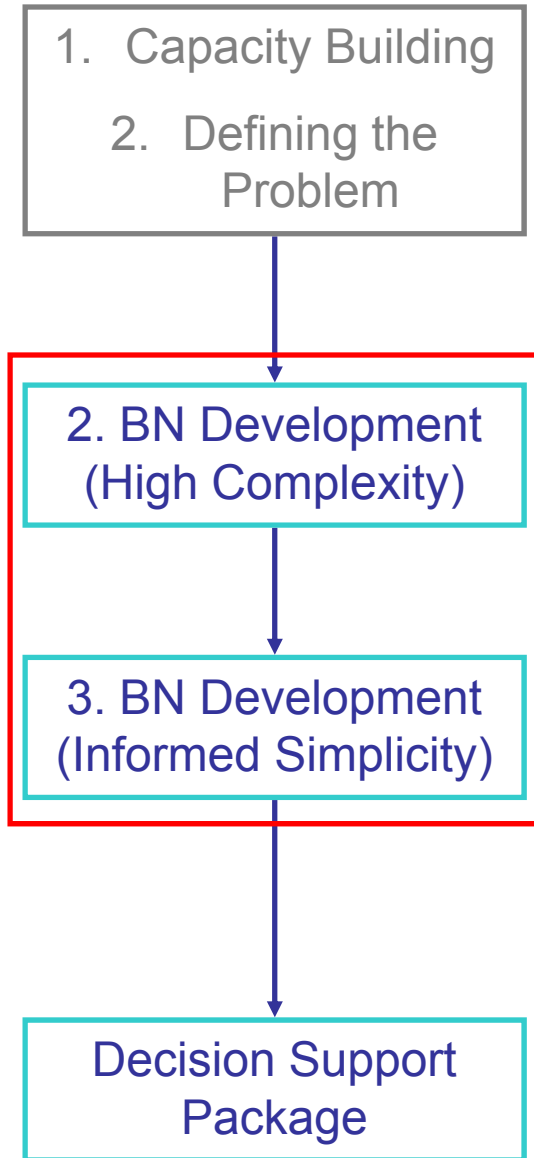 1. Capacity Building
2. Defining the
Problem
2. BN Development
(High Complexity)
3. BN Development
(Informed Simplicity)
Decision Support
Package